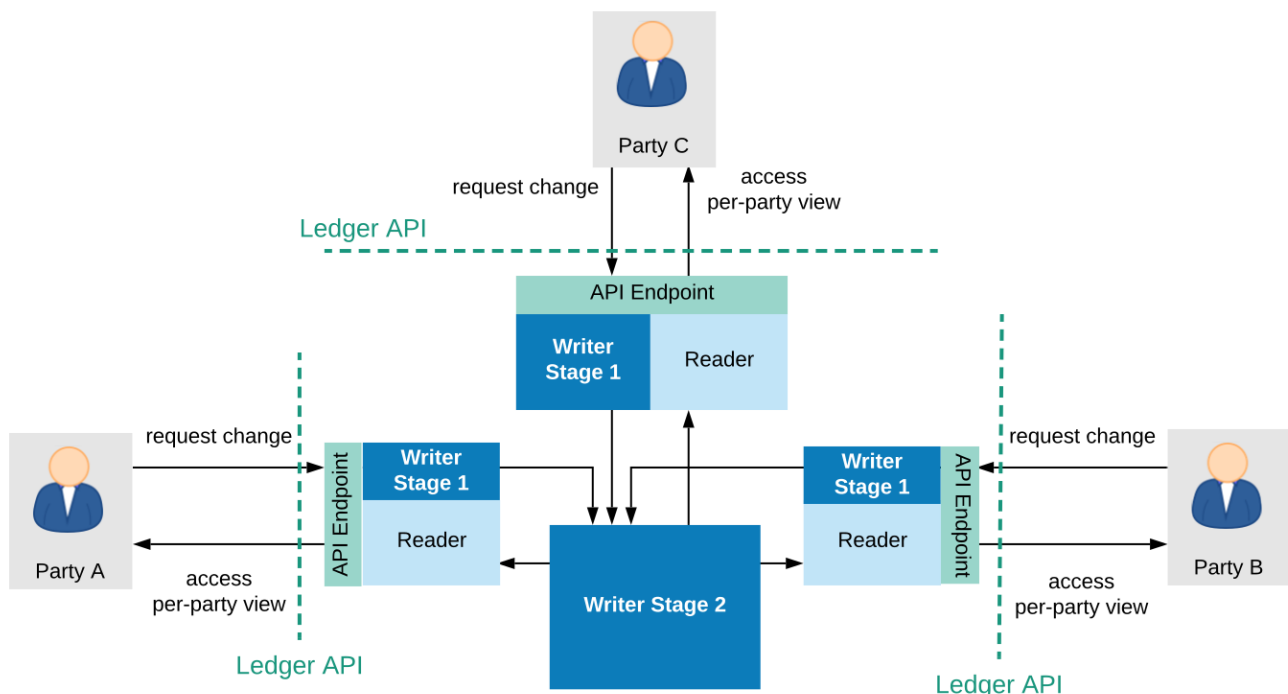 Party C
request change
access
per-party view
Ledger API
API Endpoint
Writer
Stage 1
Reader
Party A
request change
access
per-party view
Ledger API
API Endpoint
Writer
Stage 1
Reader
Writer Stage 2
Writer
Stage 1
Reader
API Endpoint
request change
access
per-party view
Ledger API
Party B